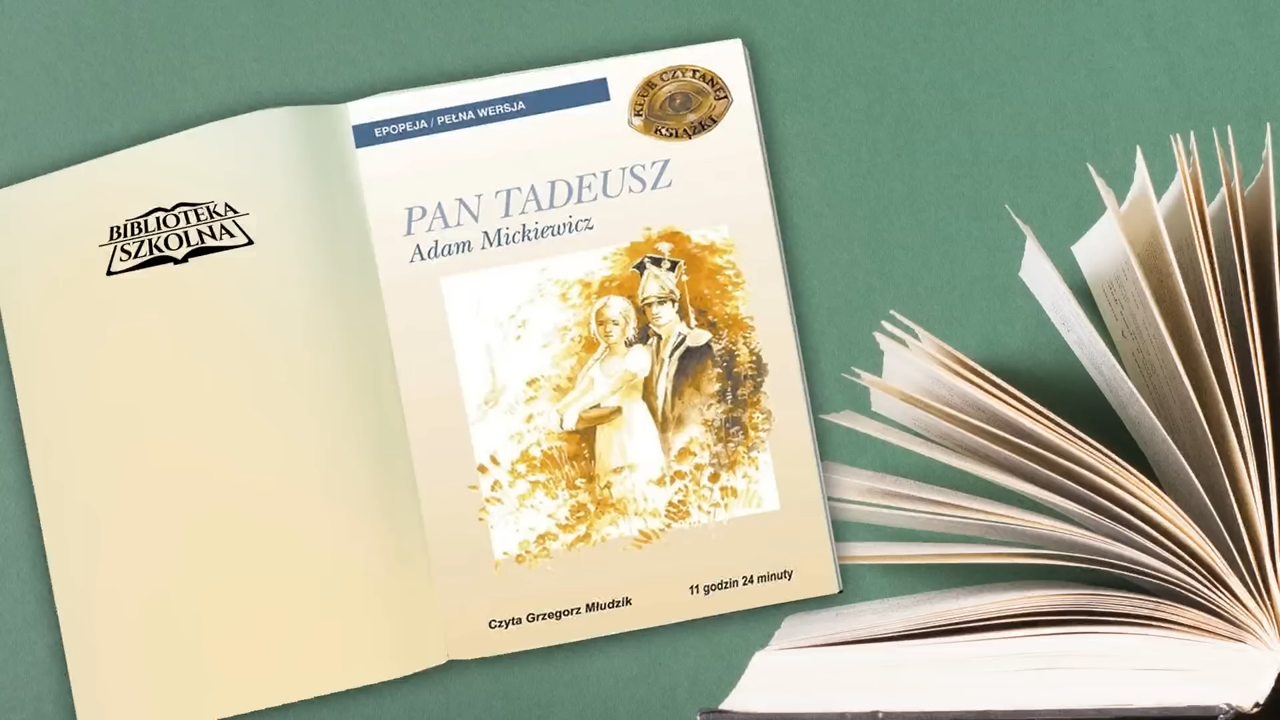 BIBLIOTEKA
SZKOLNA
EPOPEJA / PEŁNA WERSJA
KLUB CZYTANEJ
KSIĄŻKI
PAN TADEUSZ
Adam Mickiewicz
Czyta Grzegorz Młudzik
11 godzin 24 minuty